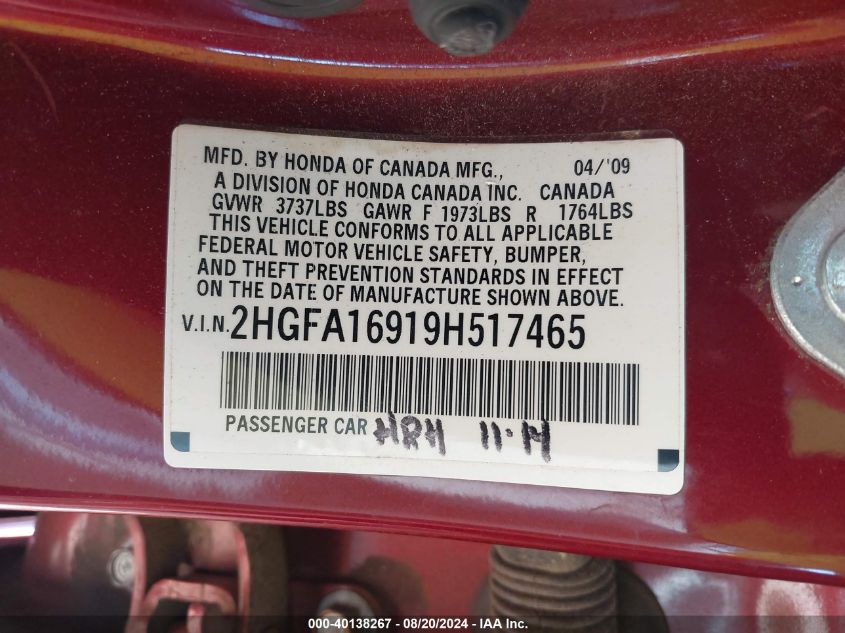 MFD. BY HONDA OF CANADA MFG., 04/'09
A DIVISION OF HONDA CANADA INC. CANADA
GVWR 3737LBS GAWR F 1973LBS R 1764LBS
THIS VEHICLE CONFORMS TO ALL APPLICABLE
FEDERAL MOTOR VEHICLE SAFETY, BUMPER,
AND THEFT PREVENTION STANDARDS IN EFFECT
ON THE DATE OF MANUFACTURE SHOWN ABOVE.
V.I.N. 2HGFA16919H517465
PASSENGER CAR 11-14
000-40138267 - 08/20/2024 - IAA, Inc.